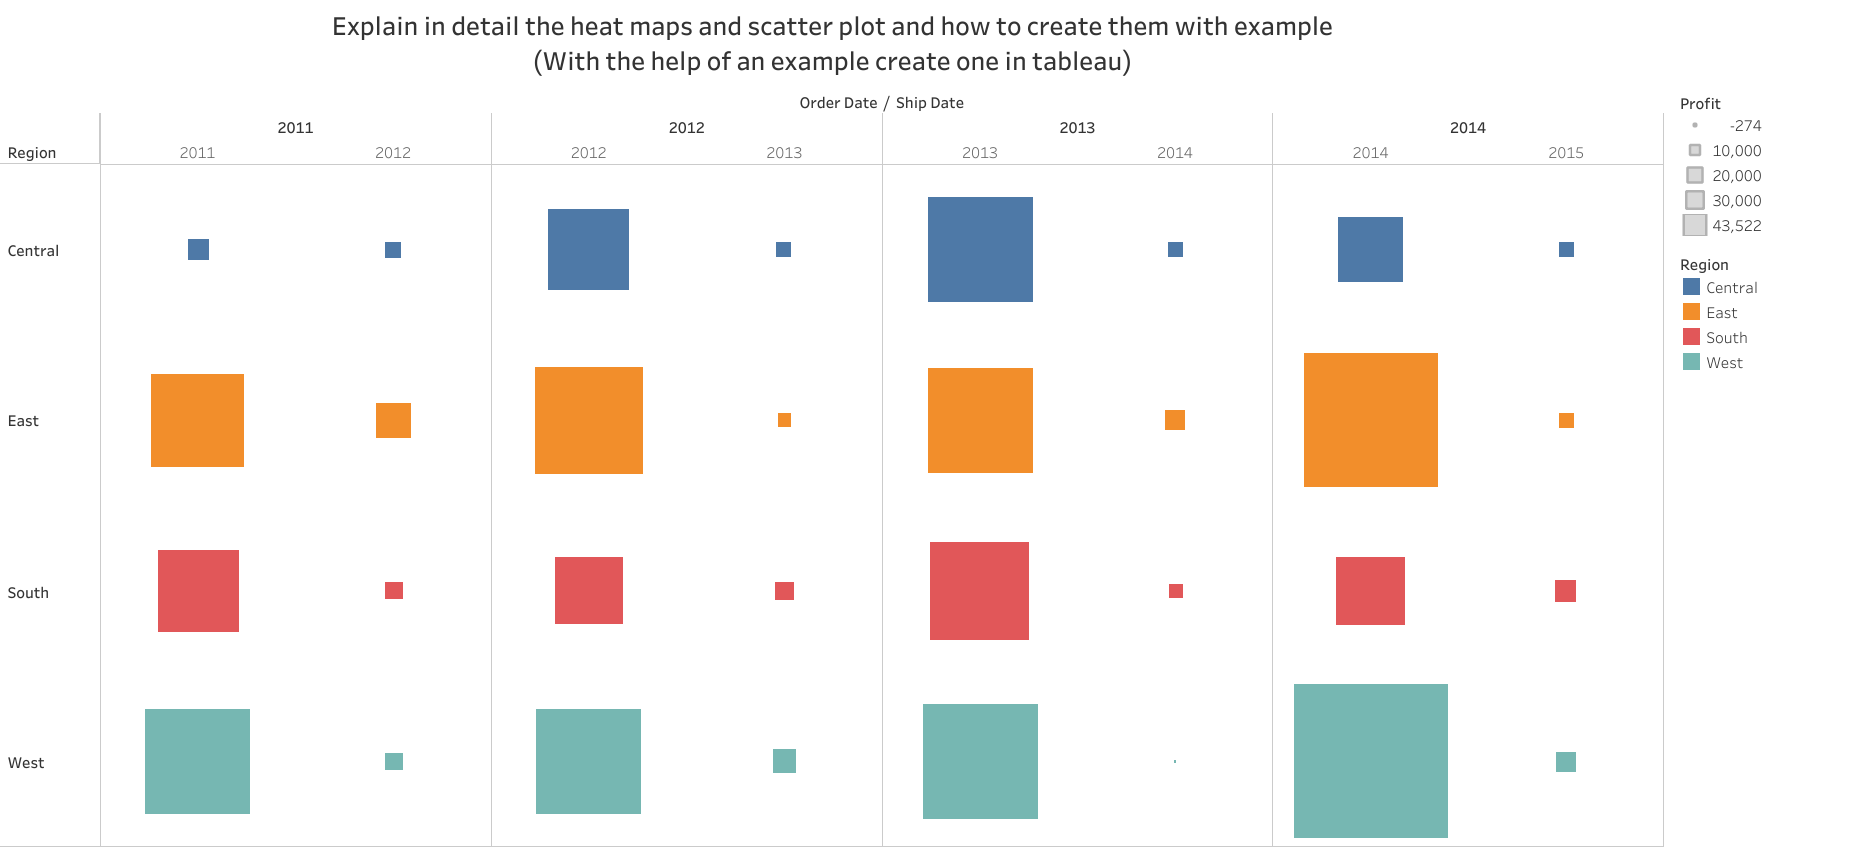 Explain in detail the heat maps and scatter plot and how to create them with example
(With the help of an example create one in tableau)
Order Date / Ship Date
2011 2012 2013 2014
Region 2011 2012 2012 2013 2013 2014 2014 2015
Central
East
South
West
Profit
-274
10,000
20,000
30,000
43,522
Region
Central
East
South
West